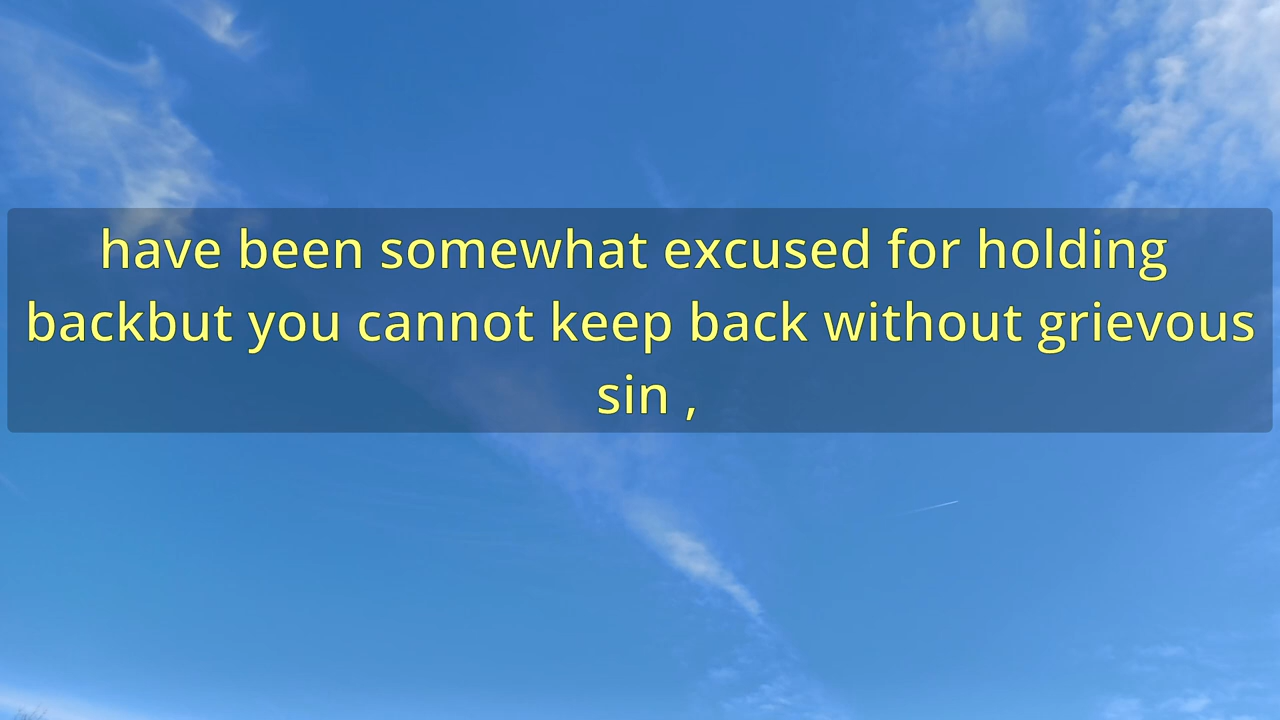 have been somewhat excused for holding
backbut you cannot keep back without grievous
sin ,